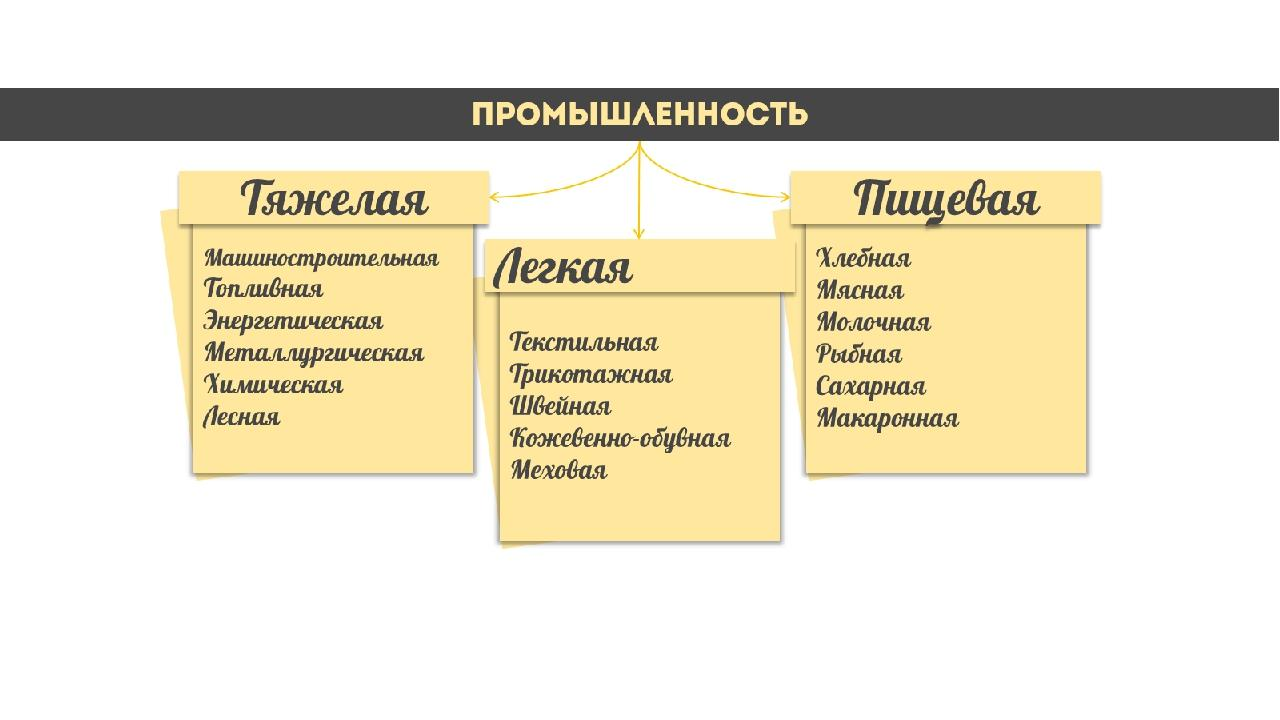 ПРОМЫШЛЕННОСТЬ
Тяжелая
Машиностроительная
Топливная
Энергетическая
Металлургическая
Химическая
Лесная
Легкая
Текстильная
Трикотажная
Швейная
Кожевенно-обувная
Меховая
Пищевая
Хлебная
Мясная
Молочная
Рыбная
Сахарная
Макаронная